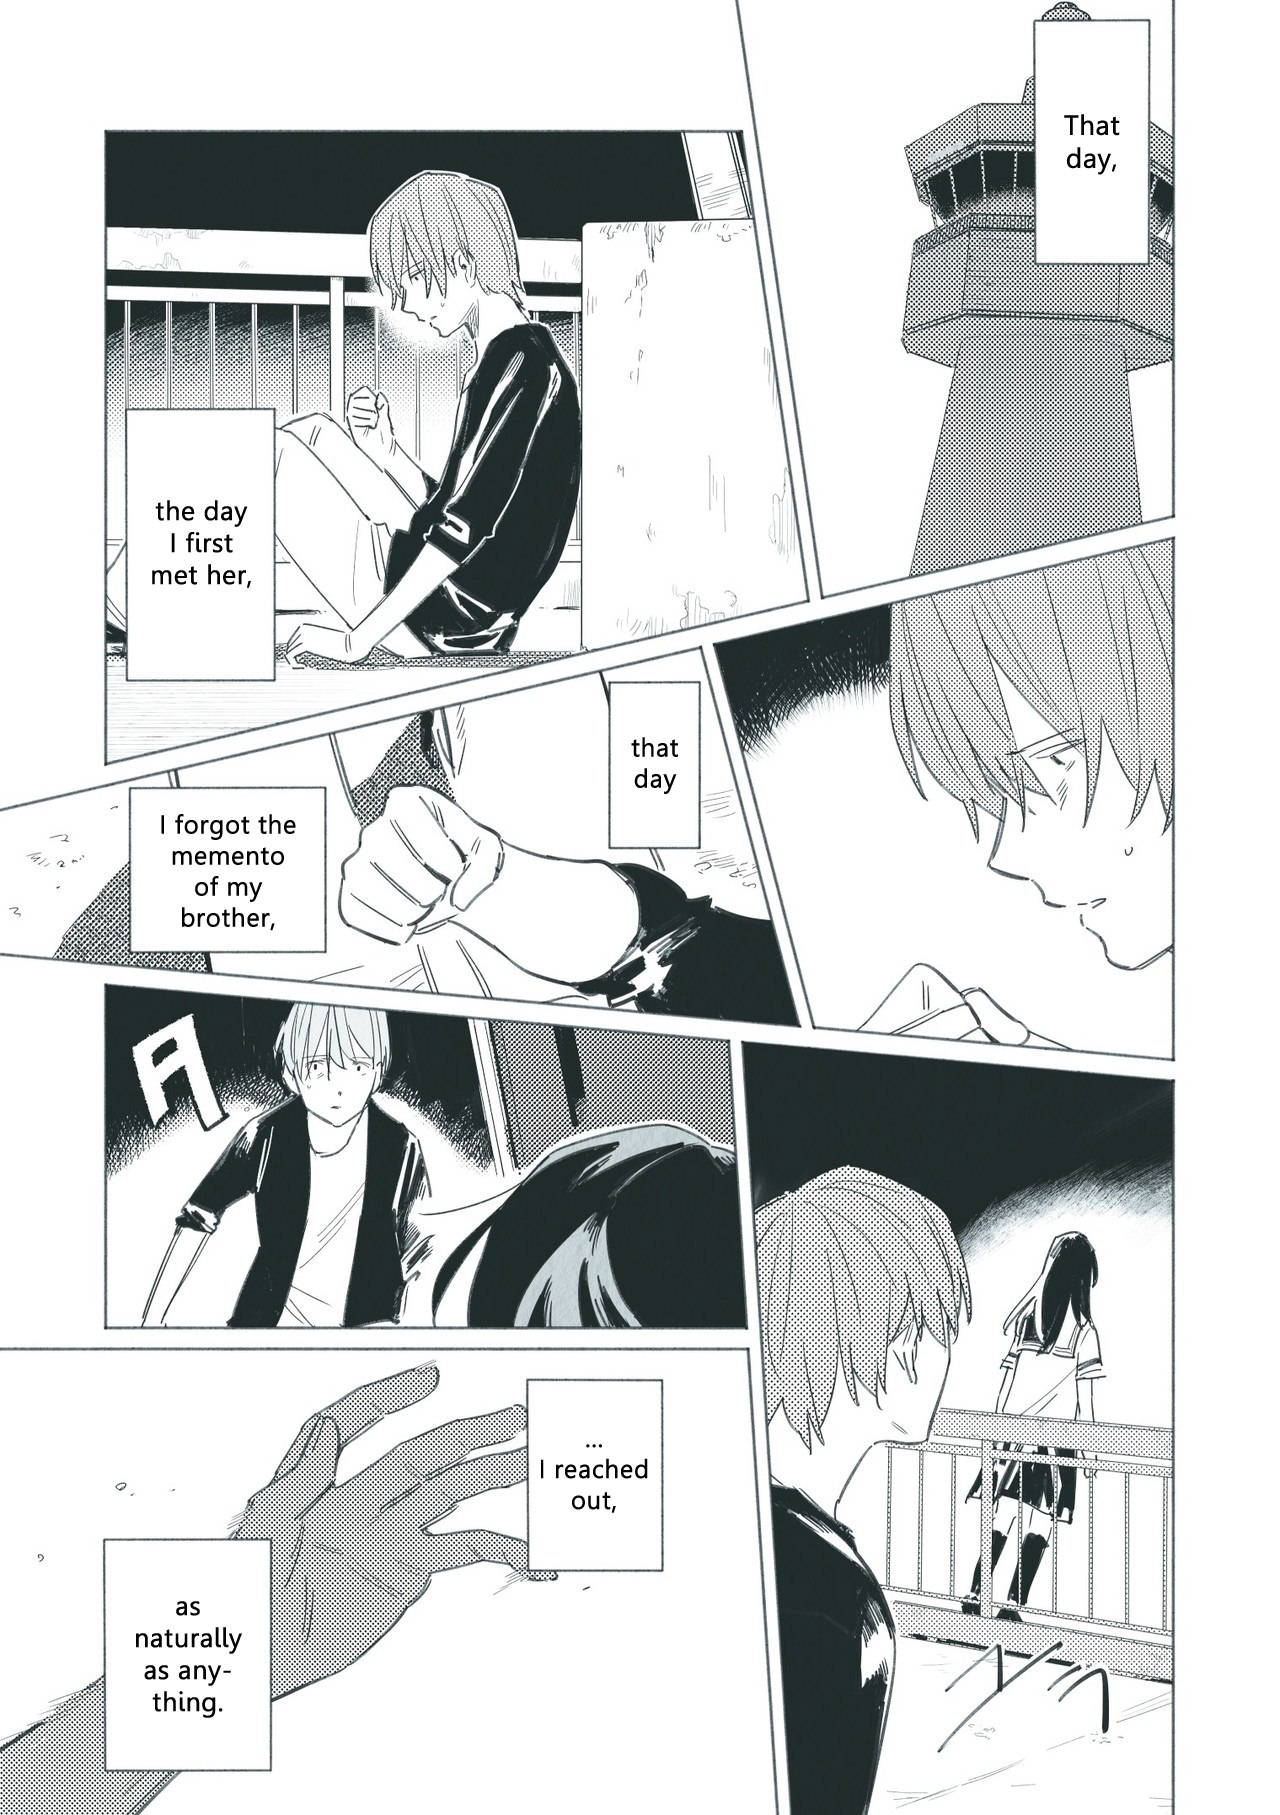 That
day,
the day
I first
met her,
that
day
I forgot the
memento
of my
brother,
...
I reached
out,
as
naturally
as any-
thing.